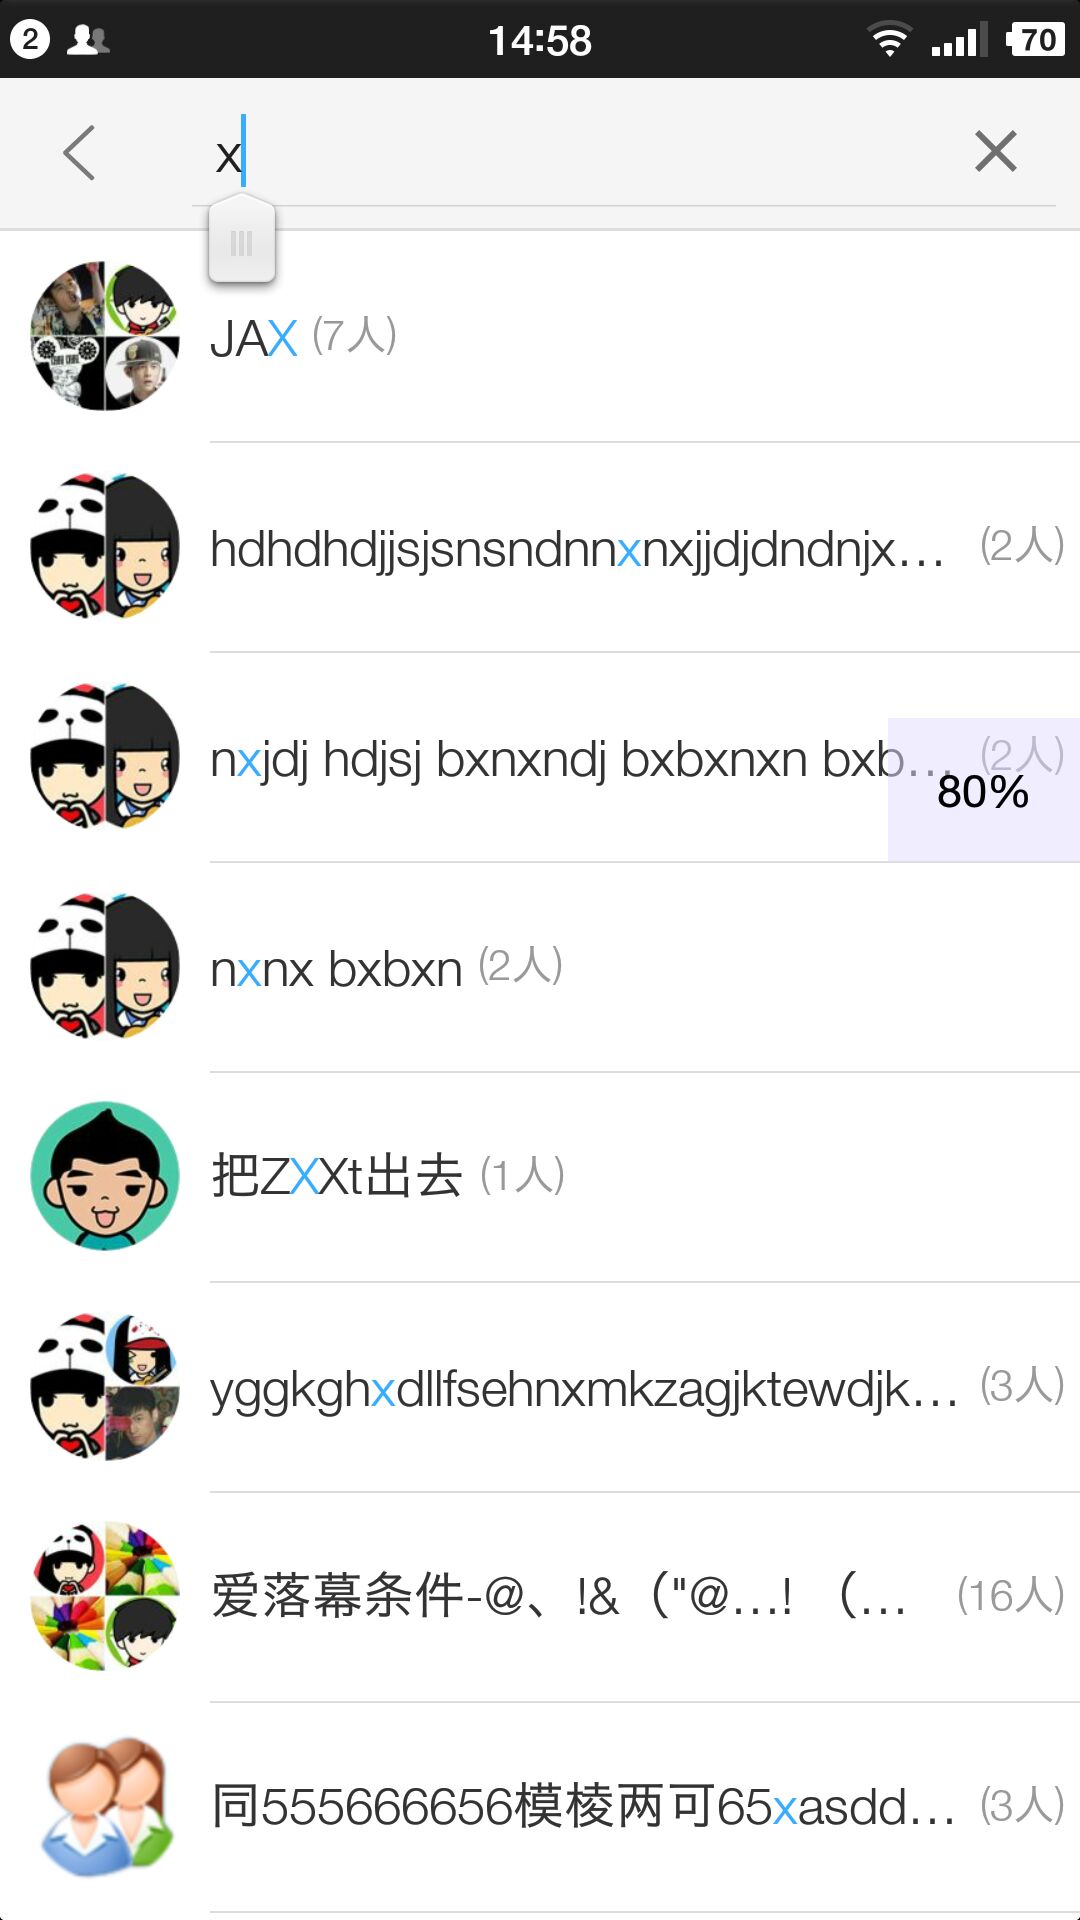 2 14:58 70
x
JAX (7人)
hdhdhdjjsjsnsndnnxnxjjdjdndnjx... (2人)
nxjdj hdjsj bxnxndj bxbxnxn bxb... (2人)
80%
nxnx bxbxn (2人)
把ZXXt出去 (1人)
yggkghxdllfsehnxmkzagjktewdjk... (3人)
爱落幕条件-@、!&（"@...! （... (16人)
同555666656模棱两可65xasdd... (3人)